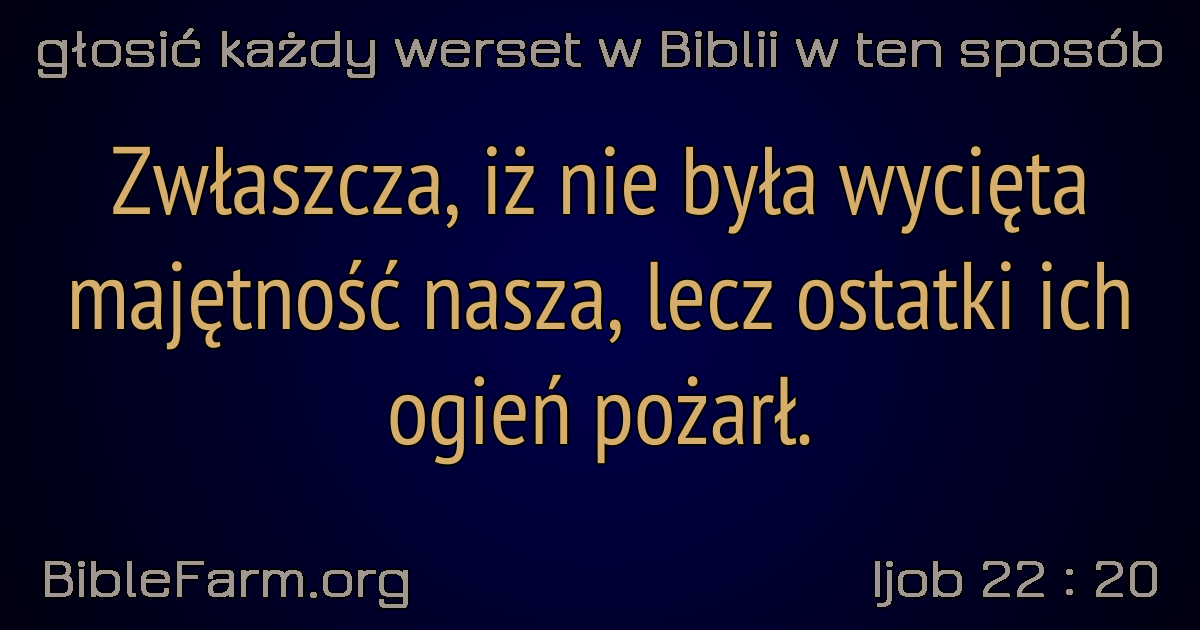 głosić każdy werset w Biblii w ten sposób
Zwłaszcza, iż nie była wycięta
majętność nasza, lecz ostatki ich
ogień pożarł.
BibleFarm.org
Ijob 22 : 20